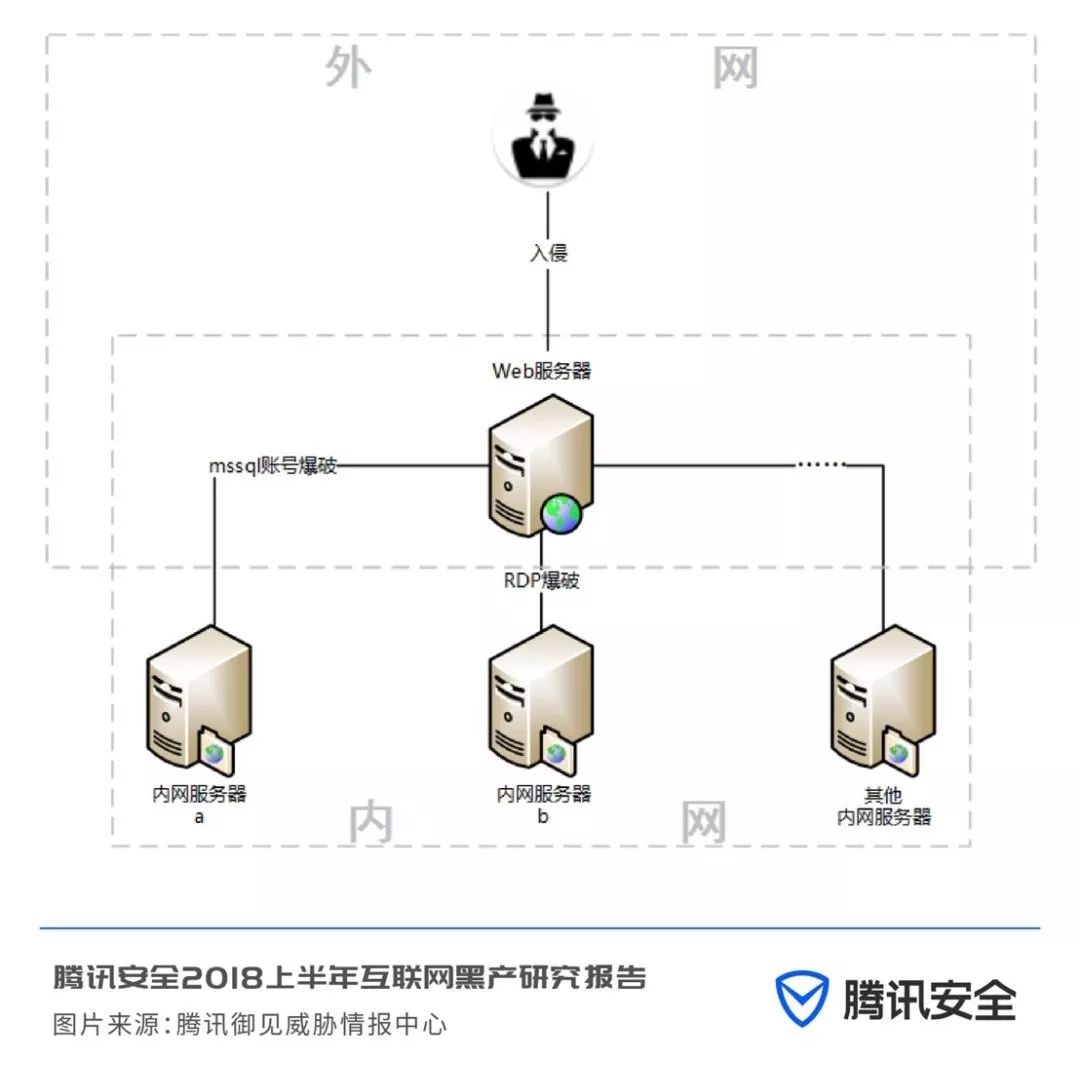 外 网
入侵
Web服务器
mssql账号爆破
······
RDP爆破
内网服务器
a
内网服务器
b
其他
内网服务器
内 网
腾讯安全2018上半年互联网黑产研究报告
图片来源:腾讯御见威胁情报中心
腾讯安全